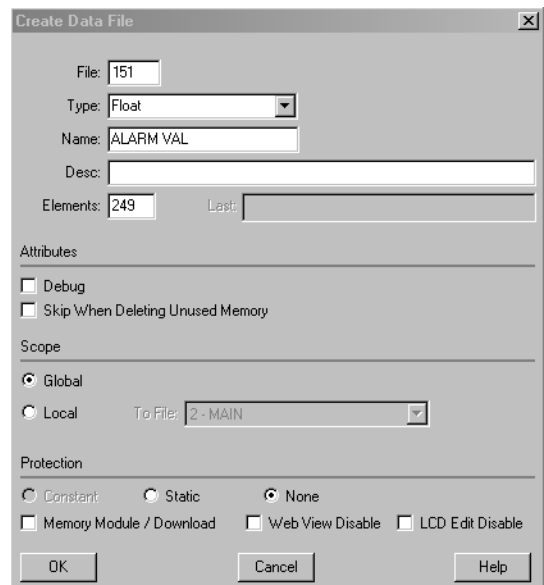 Create Data File
File: 151
Type: Float
Name: ALARM VAL
Desc:
Elements: 249 Last:
Attributes
Debug
Skip When Deleting Unused Memory
Scope
Global
Local To File: 2 - MAIN
Protection
Constant Static None
Memory Module / Download Web View Disable LCD Edit Disable
OK Cancel Help